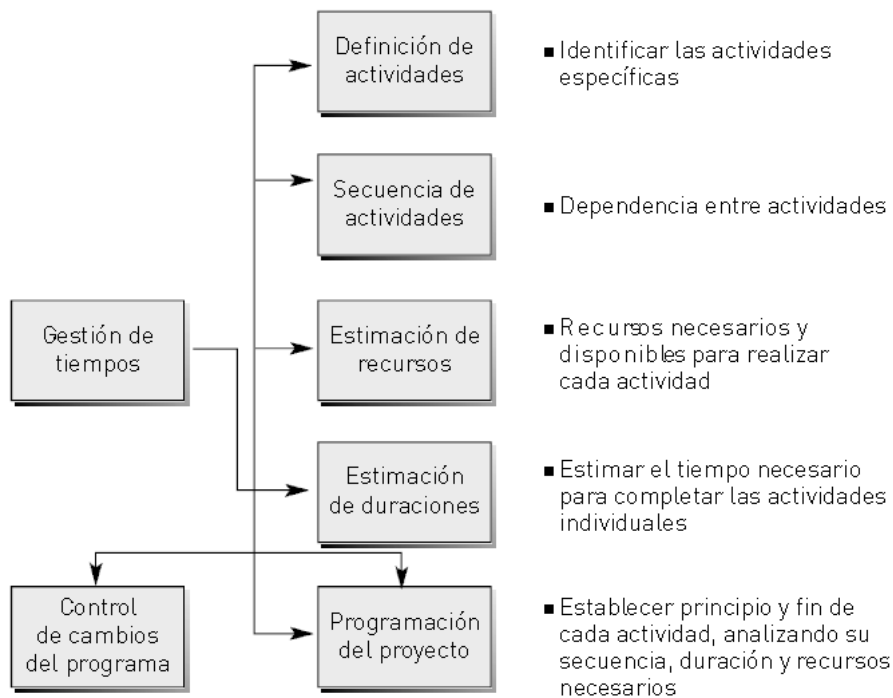 Definición de
actividades
■ Identificar las actividades
específicas
Secuencia de
actividades
■ Dependencia entre actividades
Gestión de
tiempos
Estimación de
recursos
■ Recursos necesarios y
disponibles para realizar
cada actividad
Estimación
de duraciones
■ Estimar el tiempo necesario
para completar las actividades
individuales
Control
de cambios
del programa
Programación
del proyecto
■ Establecer principio y fin de
cada actividad, analizando su
secuencia, duración y recursos
necesarios